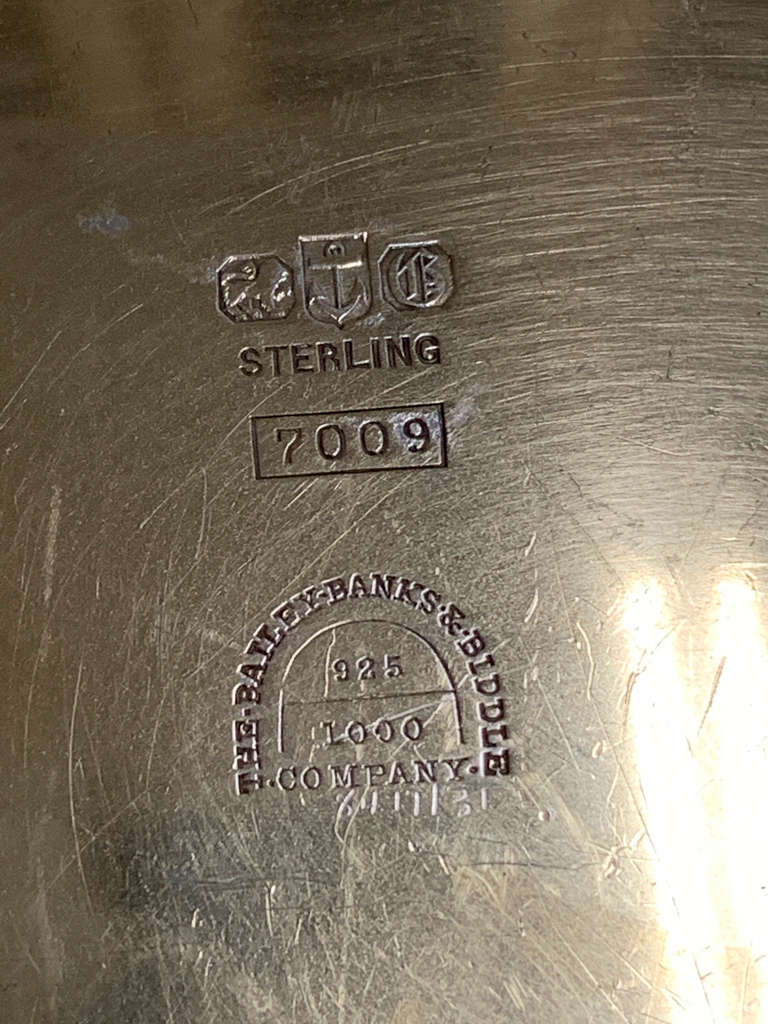 G
STERLING
7009
THE·BAILEY·BANKS·&·BIDDLE
925
1000
·COMPANY·